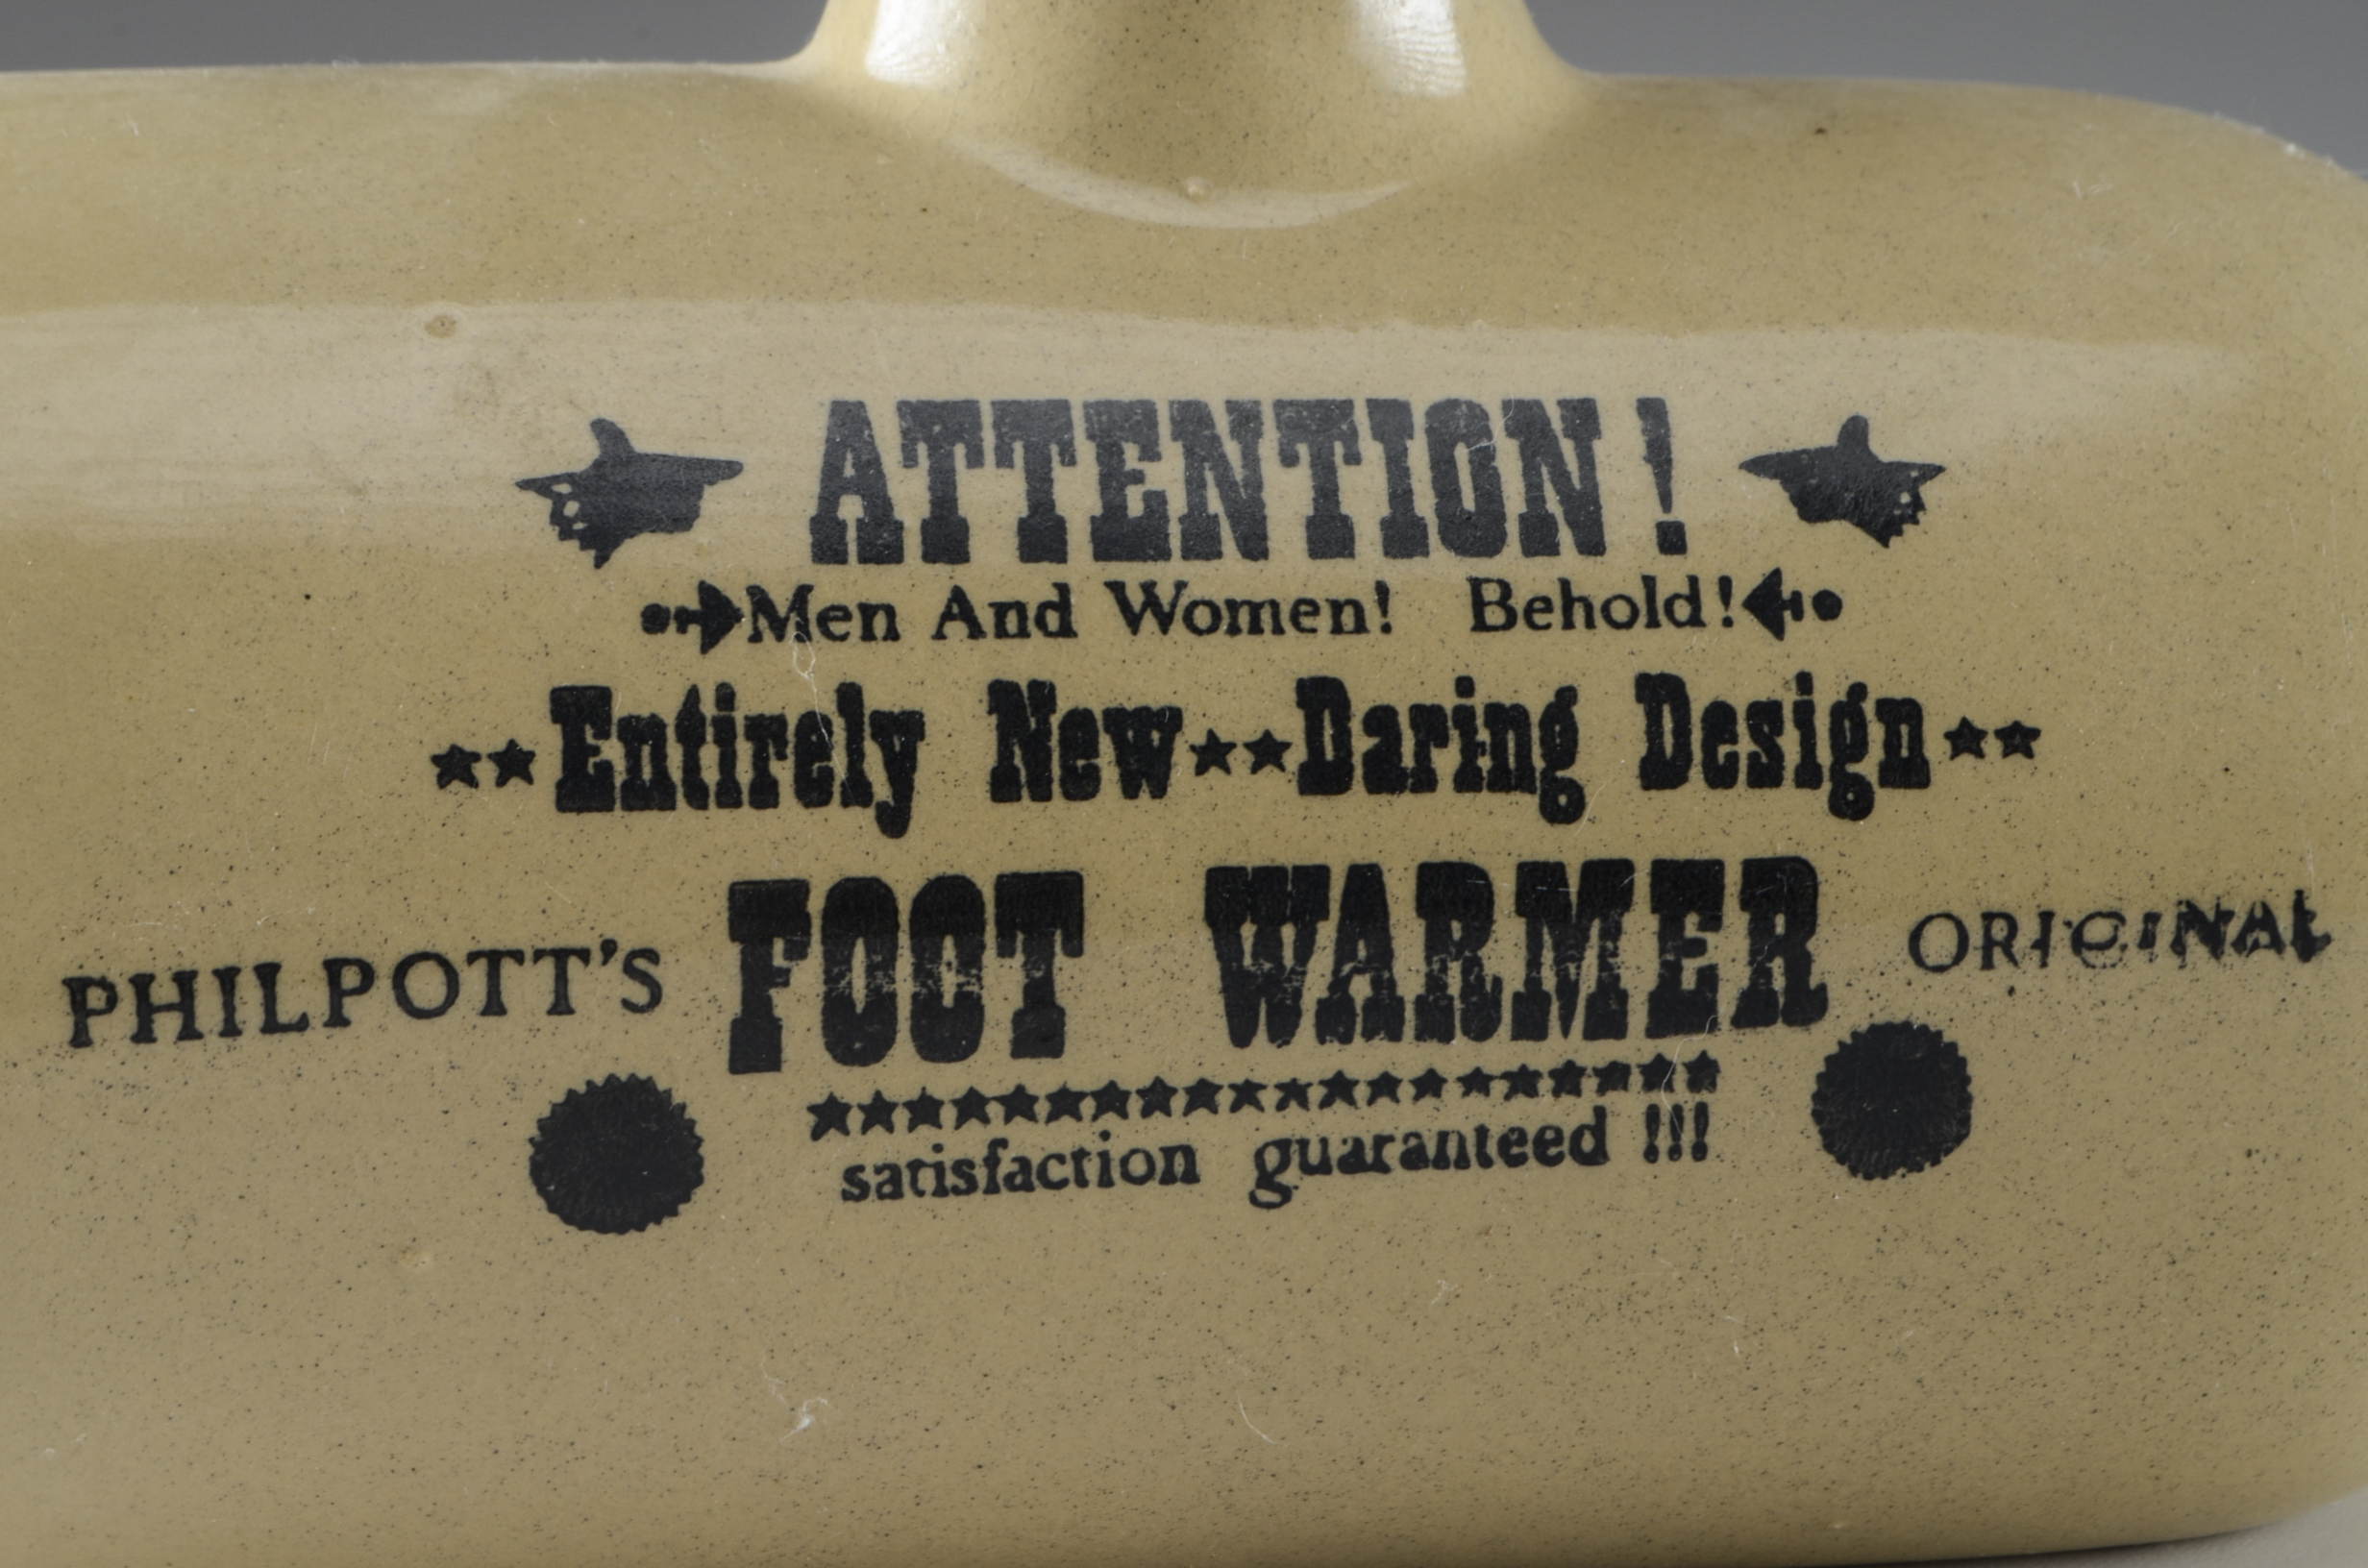 ATTENTION!
Men And Women! Behold!
★★Entirely New★★Daring Design★★
PHILPOTT'S FOOT WARMER ORIGINAL
★★★★★★★★★★★★★★★★★★★★
satisfaction guaranteed !!!